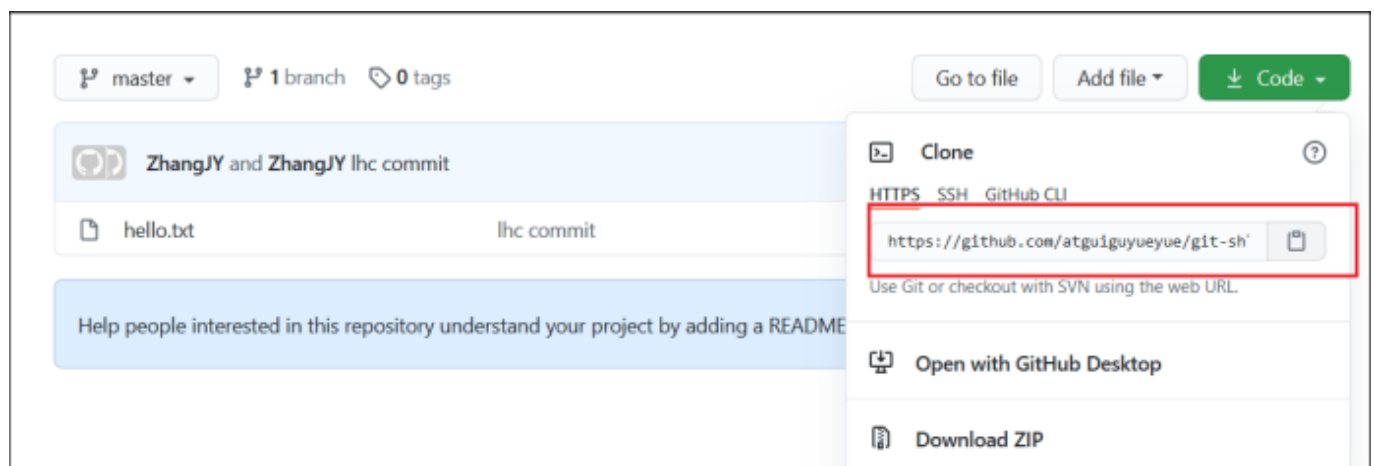 master
1 branch
0 tags
Go to file
Add file
Code
ZhangJY and ZhangJY lhc commit
hello.txt
lhc commit
Help people interested in this repository understand your project by adding a README
Clone
HTTPS
SSH
GitHub CLI
https://github.com/atguiguyueyue/git-sh
Use Git or checkout with SVN using the web URL.
Open with GitHub Desktop
Download ZIP